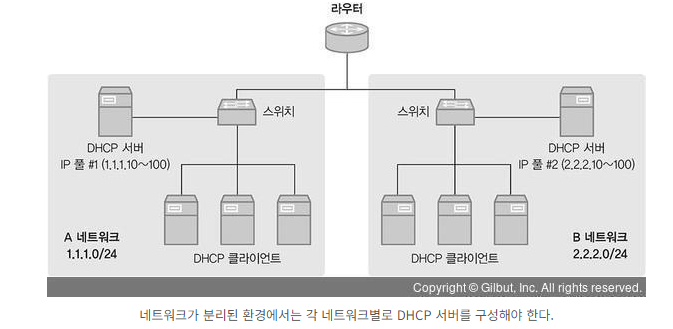 라우터
스위치
스위치
DHCP 서버
IP 풀 #1 (1.1.1.10~100)
DHCP 서버
IP 풀 #2 (2.2.2.10~100)
A 네트워크
1.1.1.0/24
DHCP 클라이언트
DHCP 클라이언트
B 네트워크
2.2.2.0/24
Copyright © Gilbut, Inc. All rights reserved.
네트워크가 분리된 환경에서는 각 네트워크별로 DHCP 서버를 구성해야 한다.